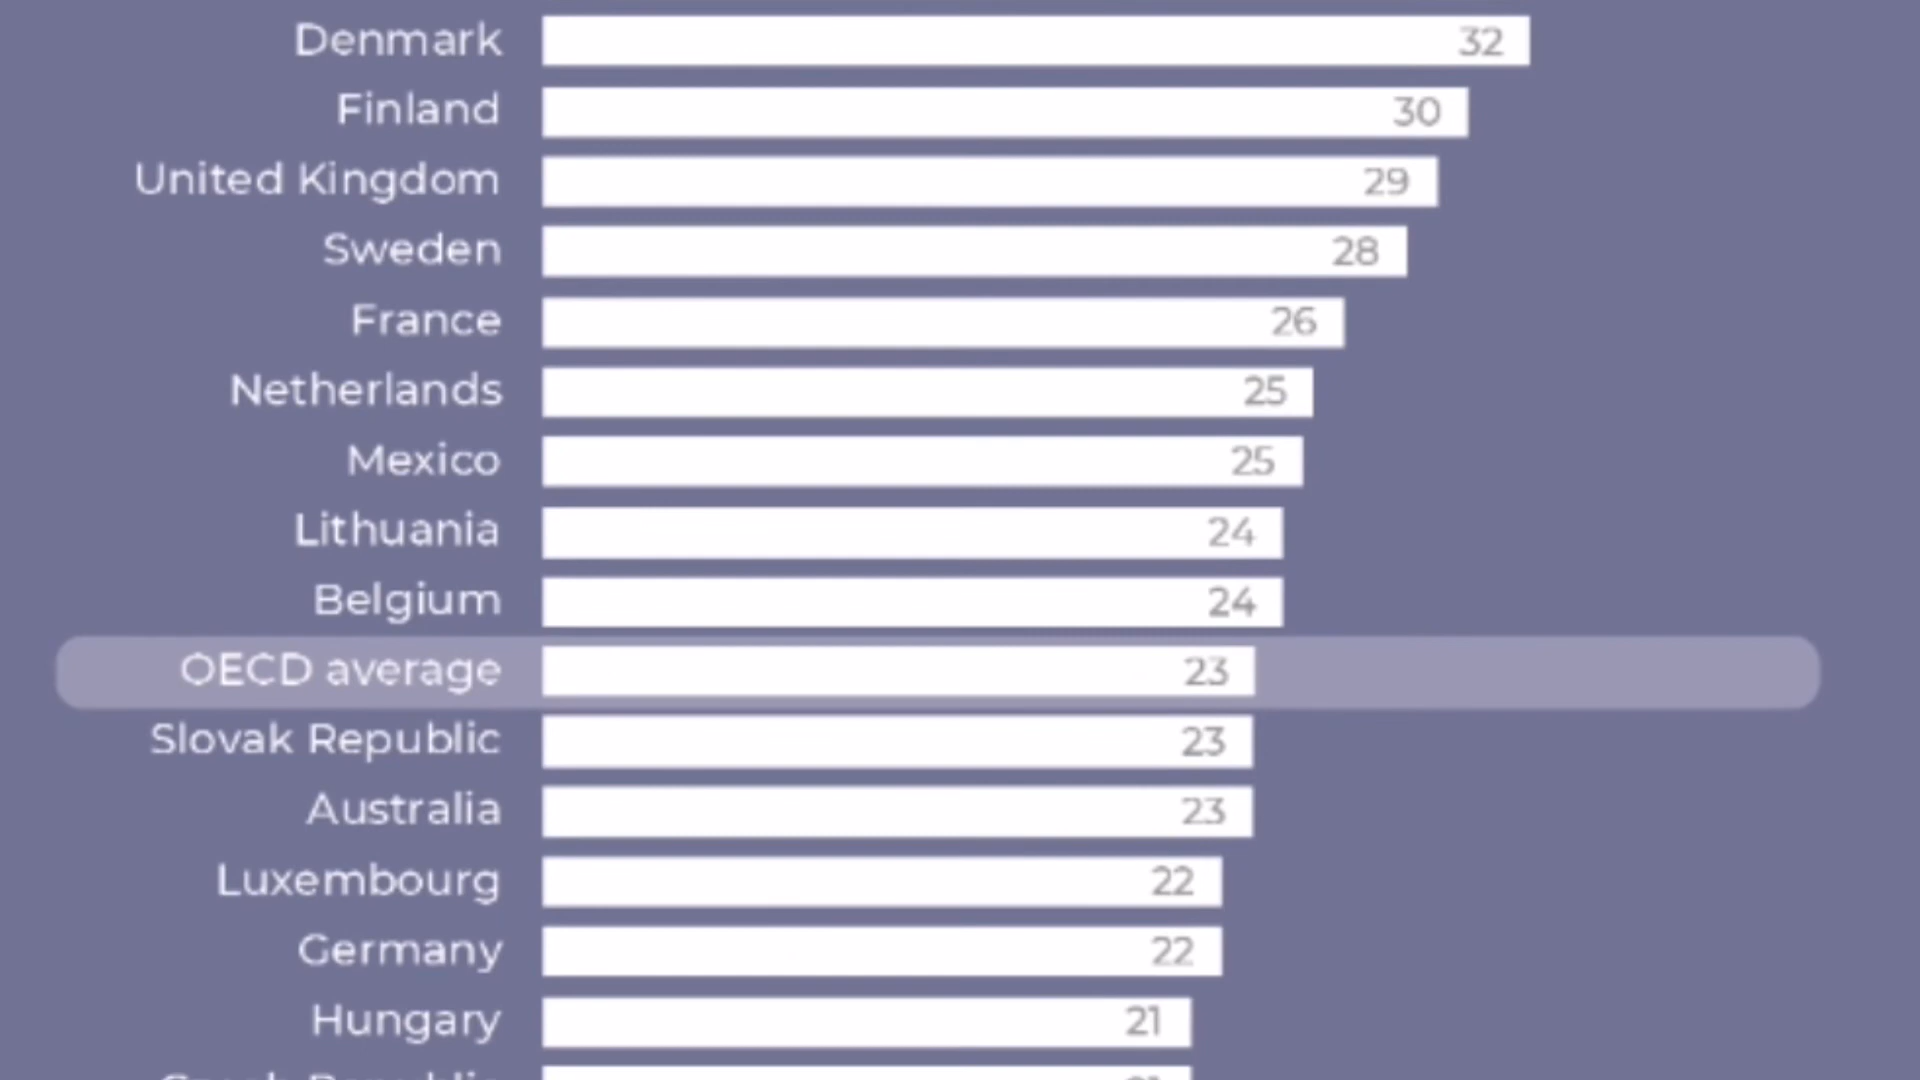 Denmark 32
Finland 30
United Kingdom 29
Sweden 28
France 26
Netherlands 25
Mexico 25
Lithuania 24
Belgium 24
OECD average 23
Slovak Republic 23
Australia 23
Luxembourg 22
Germany 22
Hungary 21